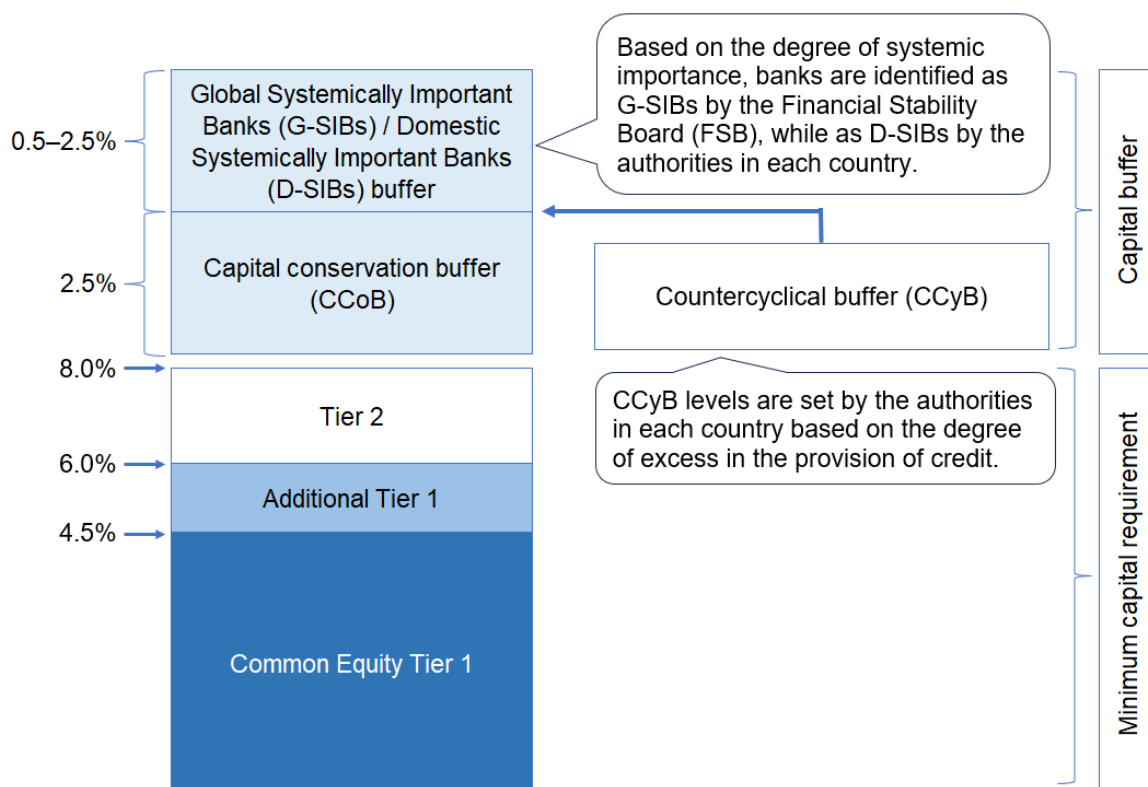 Based on the degree of systemic
importance, banks are identified as
G-SIBs by the Financial Stability
Board (FSB), while as D-SIBs by the
authorities in each country.
0.5–2.5%
Global Systemically Important
Banks (G-SIBs) / Domestic
Systemically Important Banks
(D-SIBs) buffer
Capital buffer
2.5%
Capital conservation buffer
(CCoB)
Countercyclical buffer (CCyB)
8.0%
Tier 2
CCyB levels are set by the authorities
in each country based on the degree
of excess in the provision of credit.
6.0%
Additional Tier 1
4.5%
Common Equity Tier 1
Minimum capital requirement